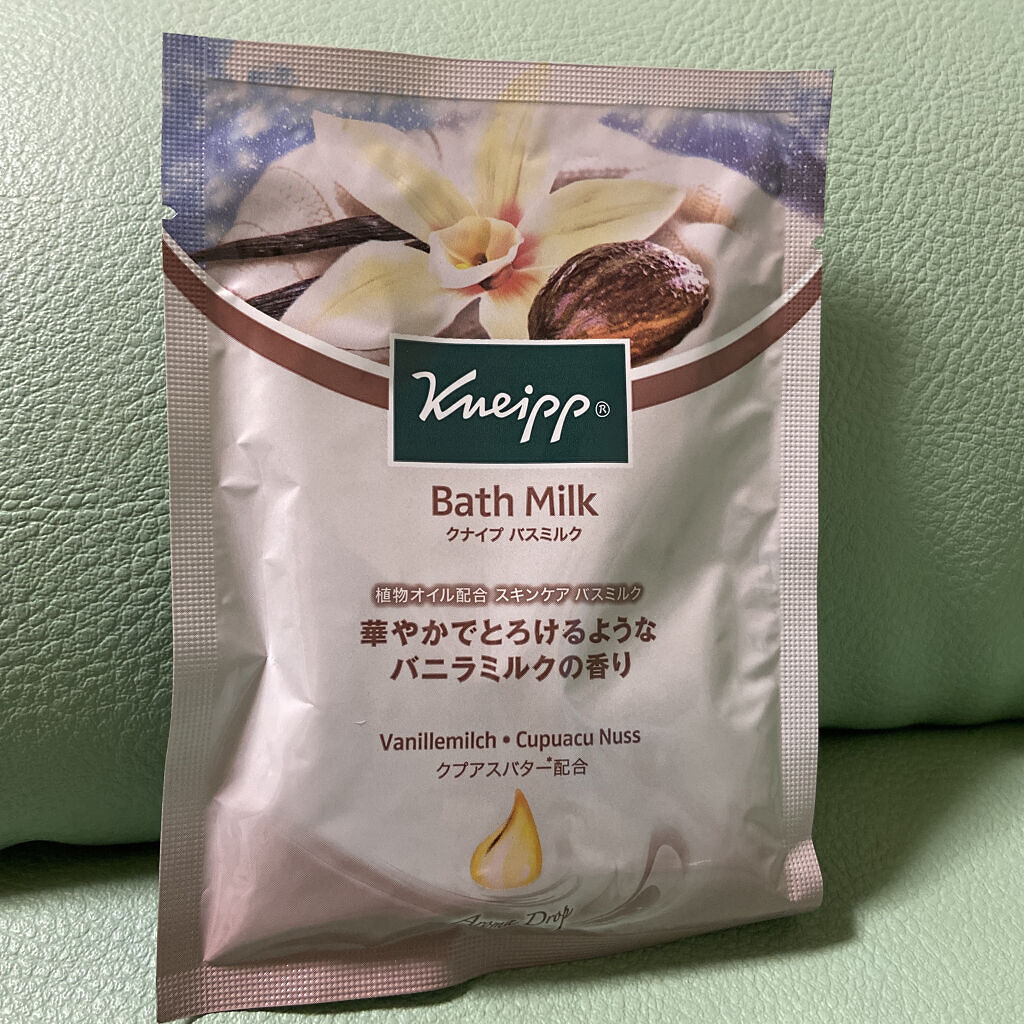 Kneipp®
Bath Milk
クナイプ バスミルク
植物オイル配合 スキンケア バスミルク
華やかでとろけるような
バニラミルクの香り
Vanillemilch • Cupuacu Nuss
クプアスバター*配合
Aroma Drop